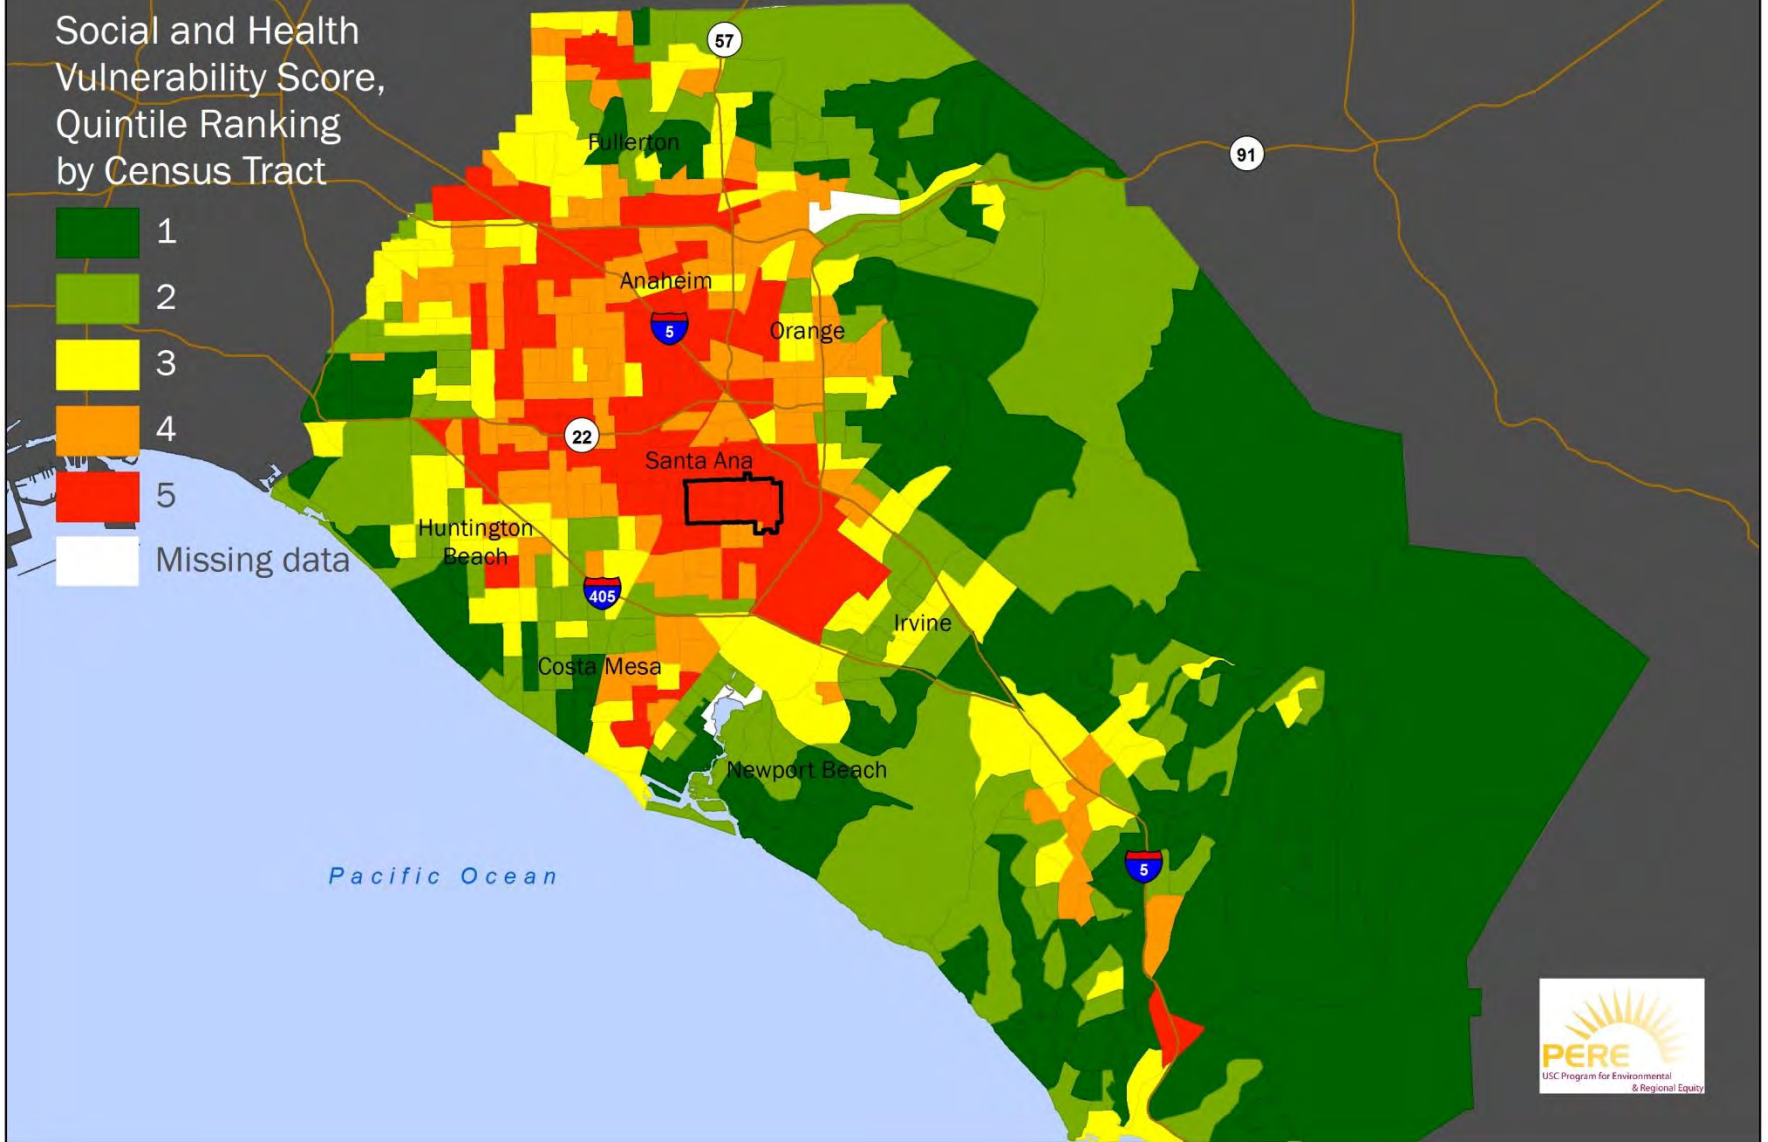 Social and Health
Vulnerability Score,
Quintile Ranking
by Census Tract
1
2
3
4
5
Missing data
57
91
Fullerton
Anaheim
5
Orange
22
Santa Ana
Huntington
Beach
405
Irvine
Costa Mesa
Newport Beach
5
Pacific Ocean
PERE
USC Program for Environmental
& Regional Equity